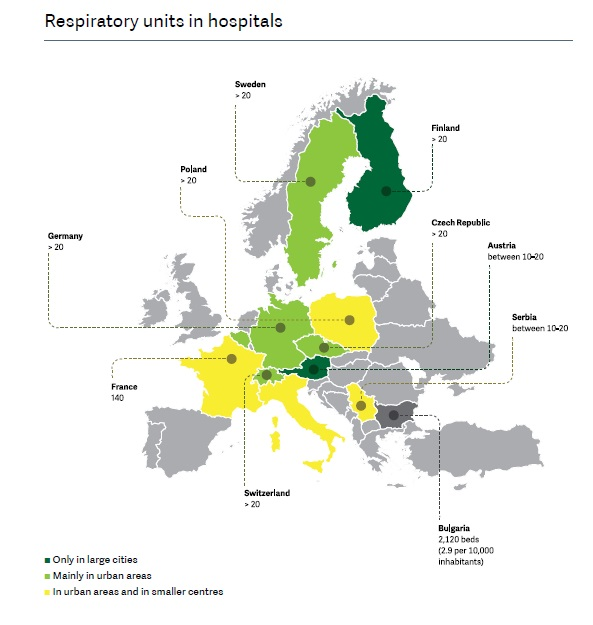 Respiratory units in hospitals
Sweden
> 20
Finland
> 20
Poland
> 20
Czech Republic
> 20
Germany
> 20
Austria
between 10-20
Serbia
between 10-20
France
140
Switzerland
> 20
Bulgaria
2,120 beds
(2.9 per 10,000
inhabitants)
Only in large cities
Mainly in urban areas
In urban areas and in smaller centres